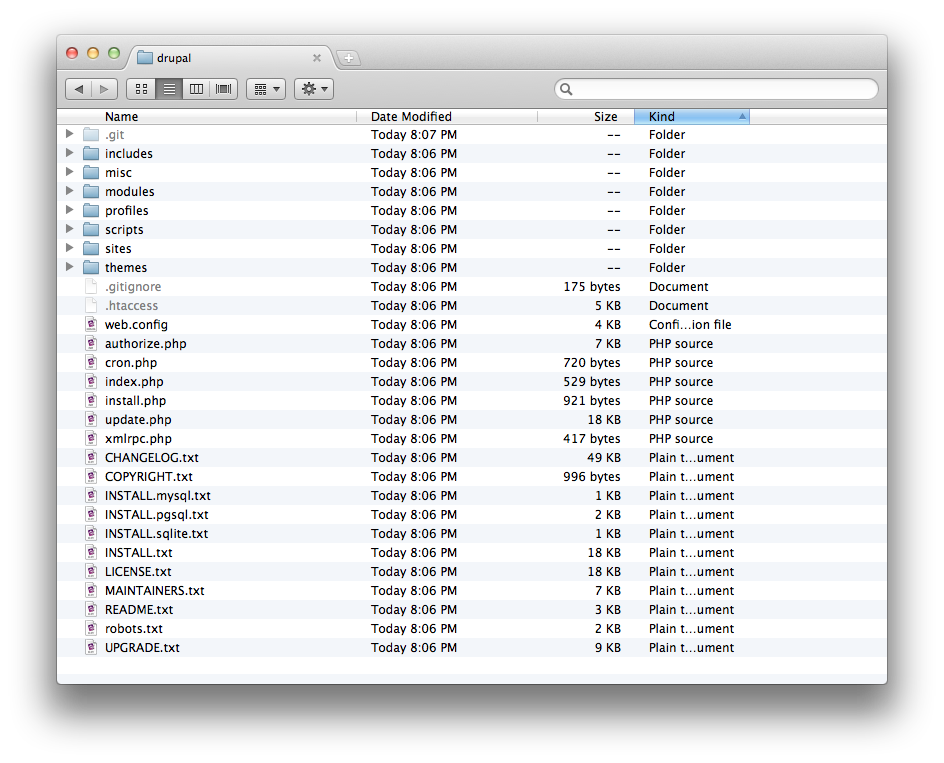 drupal
Name Date Modified Size Kind
.git Today 8:07 PM -- Folder
includes Today 8:06 PM -- Folder
misc Today 8:06 PM -- Folder
modules Today 8:06 PM -- Folder
profiles Today 8:06 PM -- Folder
scripts Today 8:06 PM -- Folder
sites Today 8:06 PM -- Folder
themes Today 8:06 PM -- Folder
.gitignore Today 8:06 PM 175 bytes Document
.htaccess Today 8:06 PM 5 KB Document
web.config Today 8:06 PM 4 KB Confi...ion file
authorize.php Today 8:06 PM 7 KB PHP source
cron.php Today 8:06 PM 720 bytes PHP source
index.php Today 8:06 PM 529 bytes PHP source
install.php Today 8:06 PM 921 bytes PHP source
update.php Today 8:06 PM 18 KB PHP source
xmlrpc.php Today 8:06 PM 417 bytes PHP source
CHANGELOG.txt Today 8:06 PM 49 KB Plain t...ument
COPYRIGHT.txt Today 8:06 PM 996 bytes Plain t...ument
INSTALL.mysql.txt Today 8:06 PM 1 KB Plain t...ument
INSTALL.pgsql.txt Today 8:06 PM 2 KB Plain t...ument
INSTALL.sqlite.txt Today 8:06 PM 1 KB Plain t...ument
INSTALL.txt Today 8:06 PM 18 KB Plain t...ument
LICENSE.txt Today 8:06 PM 18 KB Plain t...ument
MAINTAINERS.txt Today 8:06 PM 7 KB Plain t...ument
README.txt Today 8:06 PM 3 KB Plain t...ument
robots.txt Today 8:06 PM 2 KB Plain t...ument
UPGRADE.txt Today 8:06 PM 9 KB Plain t...ument